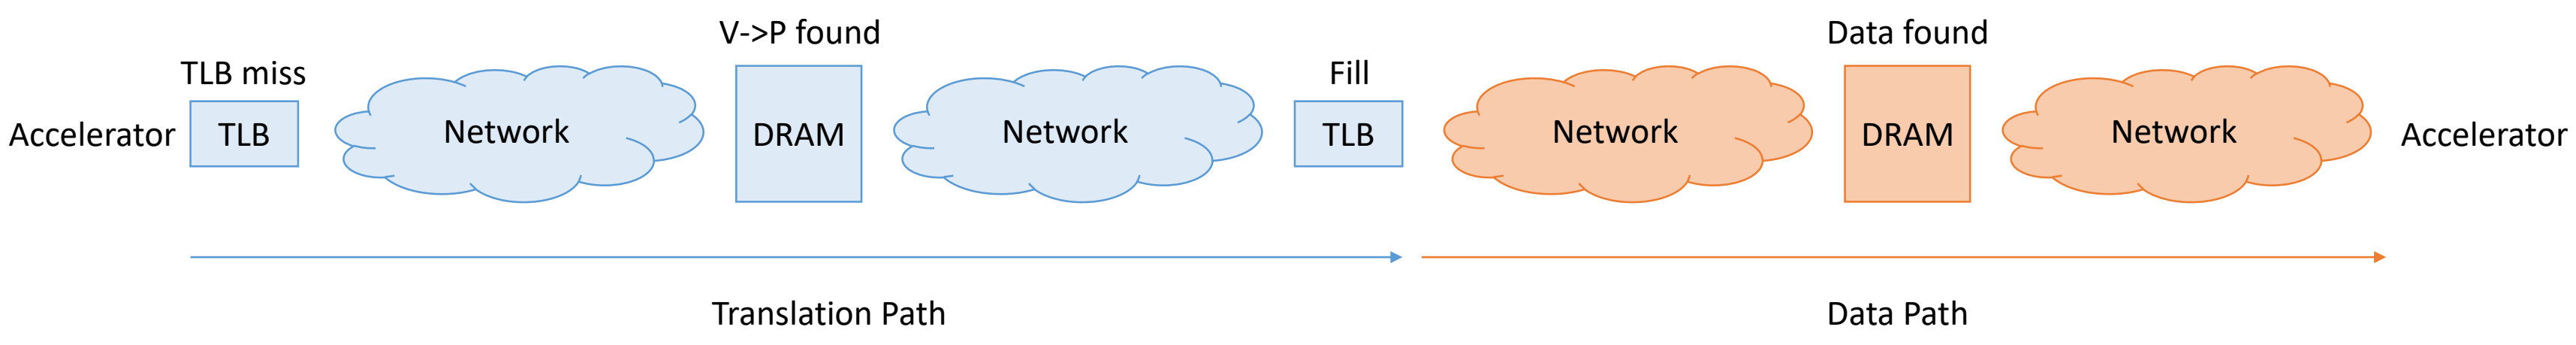 V->P found
Data found
TLB miss
Fill
Accelerator
TLB
Network
DRAM
Network
TLB
Network
DRAM
Network
Accelerator
Translation Path
Data Path